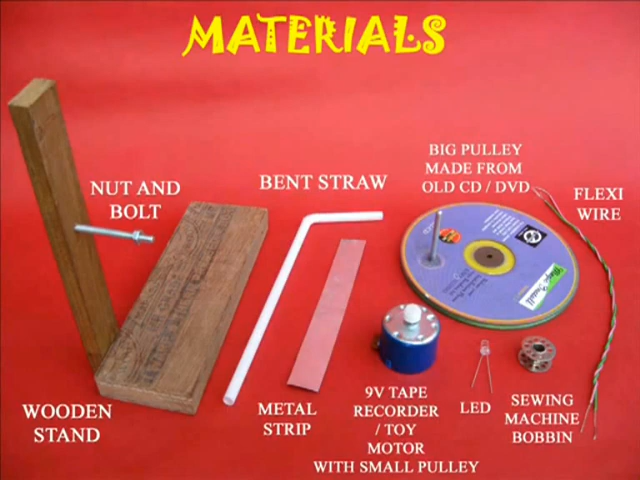 MATERIALS
NUT AND
BOLT
BENT STRAW
BIG PULLEY
MADE FROM
OLD CD / DVD
FLEXI
WIRE
WOODEN
STAND
METAL
STRIP
9V TAPE
RECORDER
/ TOY
MOTOR
WITH SMALL PULLEY
LED
SEWING
MACHINE
BOBBIN